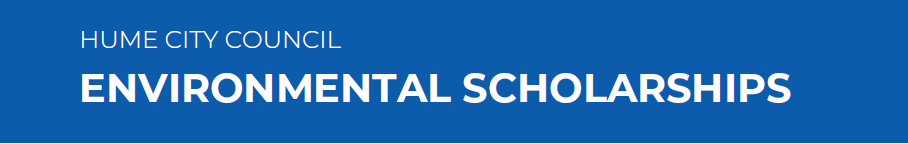 HUME CITY COUNCIL
ENVIRONMENTAL SCHOLARSHIPS